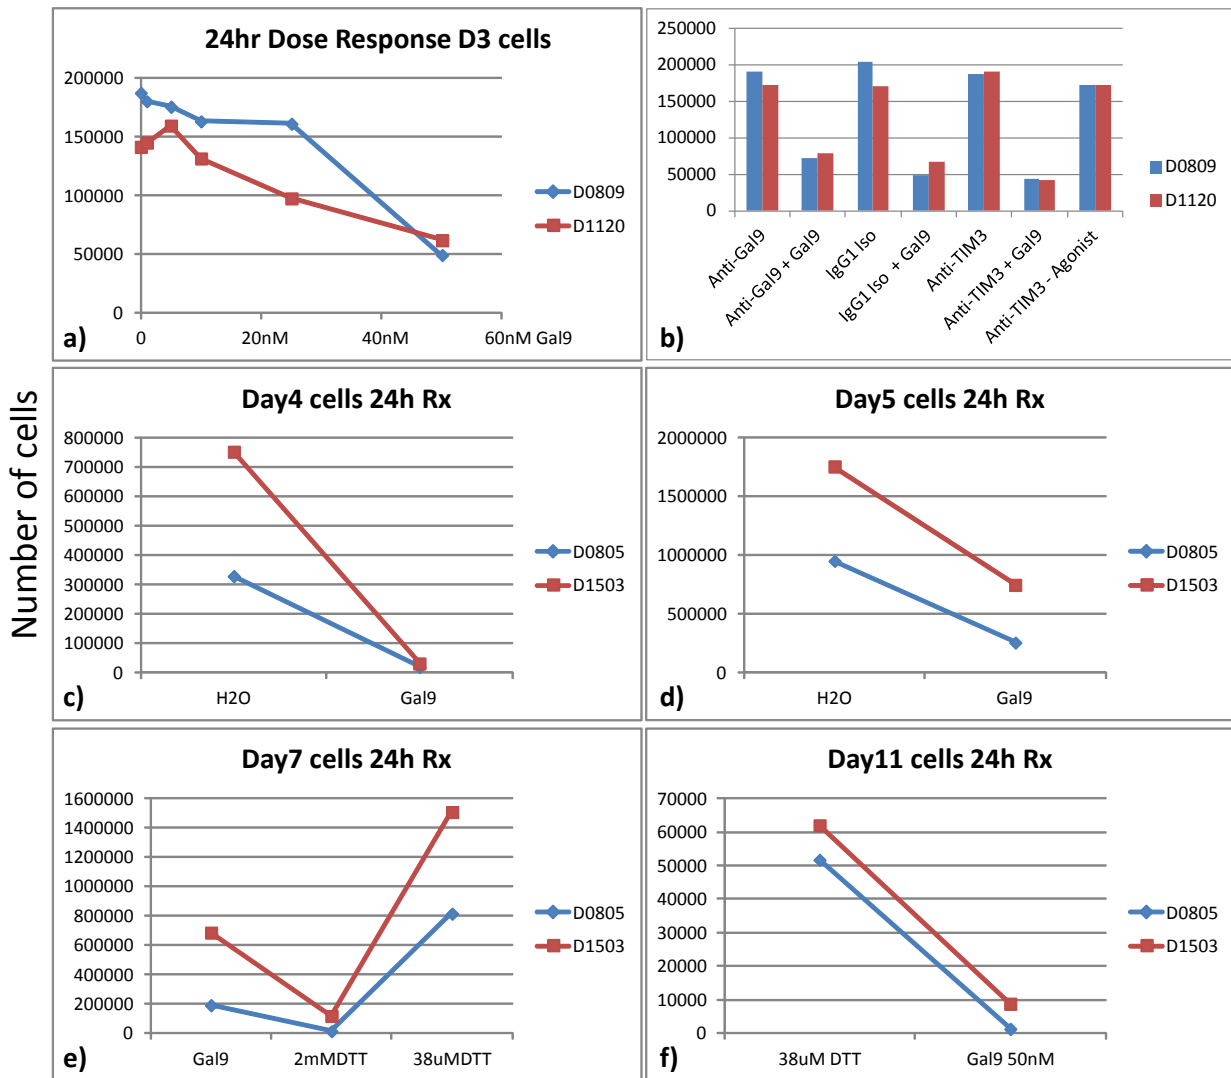 Number of cells
24hr Dose Response D3 cells
200000
150000
100000
50000
0
0 20nM 40nM 60nM Gal9
D0809
D1120
a)
250000
200000
150000
100000
50000
0
Anti-Gal9
Anti-Gal9 + Gal9
IgG1 Iso
IgG1 Iso + Gal9
Anti-TIM3
Anti-TIM3 + Gal9
Anti-TIM3 - Agonist
D0809
D1120
b)
Day4 cells 24h Rx
800000
700000
600000
500000
400000
300000
200000
100000
0
H2O Gal9
D0805
D1503
c)
Day5 cells 24h Rx
2000000
1500000
1000000
500000
0
H2O Gal9
D0805
D1503
d)
Day7 cells 24h Rx
1600000
1400000
1200000
1000000
800000
600000
400000
200000
0
Gal9 2mMDTT 38uMDTT
D0805
D1503
e)
Day11 cells 24h Rx
70000
60000
50000
40000
30000
20000
10000
0
38uM DTT Gal9 50nM
D0805
D1503
f)